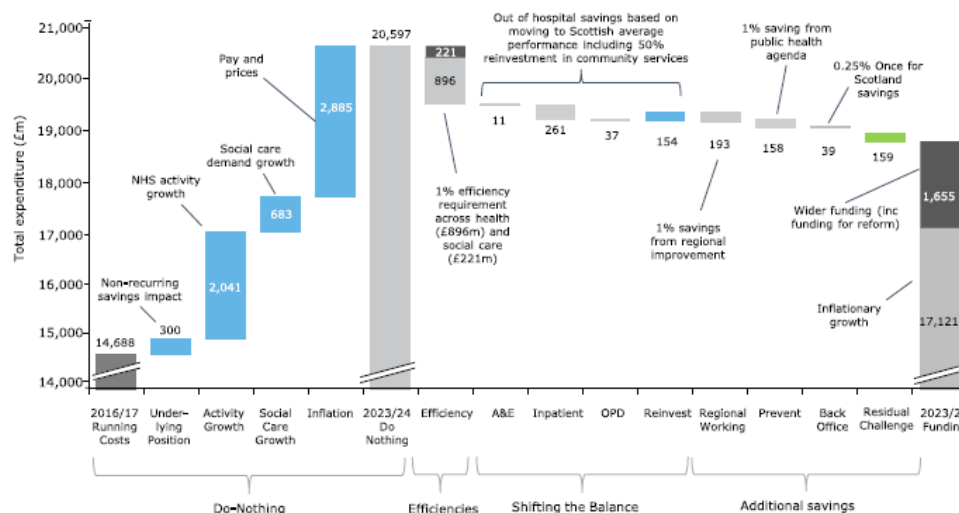 Total expenditure (£m)
21,000
20,000
19,000
18,000
17,000
16,000
15,000
14,000
14,688
Non-recurring
savings impact
300
NHS activity
growth
2,041
Social care
demand growth
683
Pay and
prices
2,885
20,597
221
896
1% efficiency
requirement
across health
(£896m) and
social care
(£221m)
Out of hospital savings based on
moving to Scottish average
performance including 50%
reinvestment in community services
11
261
37
154
193
1% savings
from regional
improvement
1% saving from
public health
agenda
158
0.25% Once for
Scotland
savings
39
159
Wider funding (inc
funding for reform)
1,655
Inflationary
growth
17,121
2016/17
Running
Costs
Under-
lying
Position
Activity
Growth
Social
Care
Growth
Inflation
2023/24
Do
Nothing
Efficiency
A&E
Inpatient
OPD
Reinvest
Regional
Working
Prevent
Back
Office
Residual
Challenge
2023/2
Fundin
Do-Nothing
Efficiencies
Shifting the Balance
Additional savings